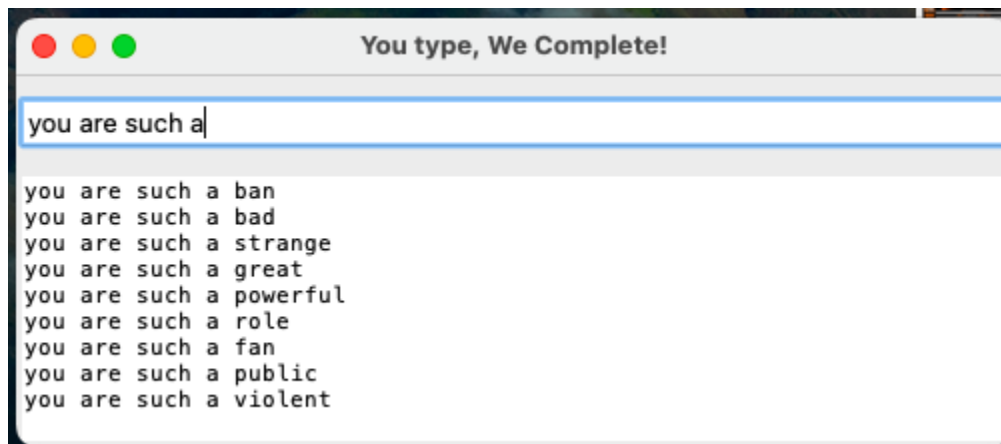 You type, We Complete!
you are such a
you are such a ban
you are such a bad
you are such a strange
you are such a great
you are such a powerful
you are such a role
you are such a fan
you are such a public
you are such a violent